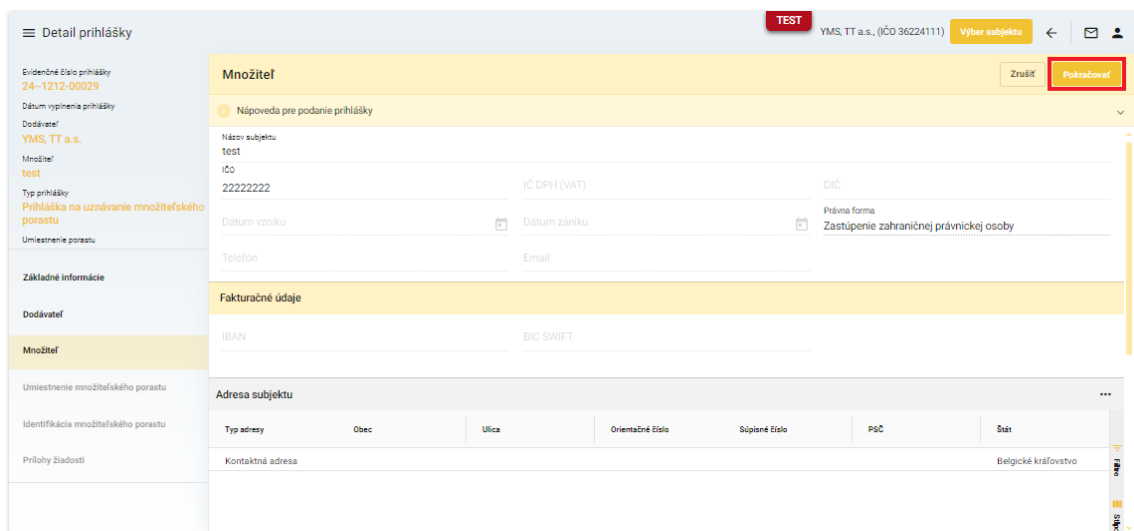 Detail prihlášky
TEST
YMS, TT a.s., (IČO 36224111)
Výber subjektu
Evidenčné číslo prihlášky
24–1212-00029
Dátum vyplnenia prihlášky
Dodávateľ
YMS, TT a.s.
Množiteľ
test
Typ prihlášky
Prihláška na uznávanie množiteľského
porastu
Umiestnenie porastu
Základné informácie
Dodávateľ
Množiteľ
Umiestnenie množiteľského porastu
Identifikácia množiteľského porastu
Prílohy žiadosti
Množiteľ
Zrušiť
Pokračovať
Nápoveda pre podanie prihlášky
Názov subjektu
test
IČO
22222222
IČ DPH (VAT)
DIČ
Dátum vzniku
Dátum zániku
Právna forma
Zastúpenie zahraničnej právnickej osoby
Telefón
Email
Fakturačné údaje
IBAN
BIC SWIFT
Adresa subjektu
Typ adresy Obec Ulica Orientačné číslo Súpisné číslo PSČ Štát
Kontaktná adresa Belgické kráľovstvo
Filtre